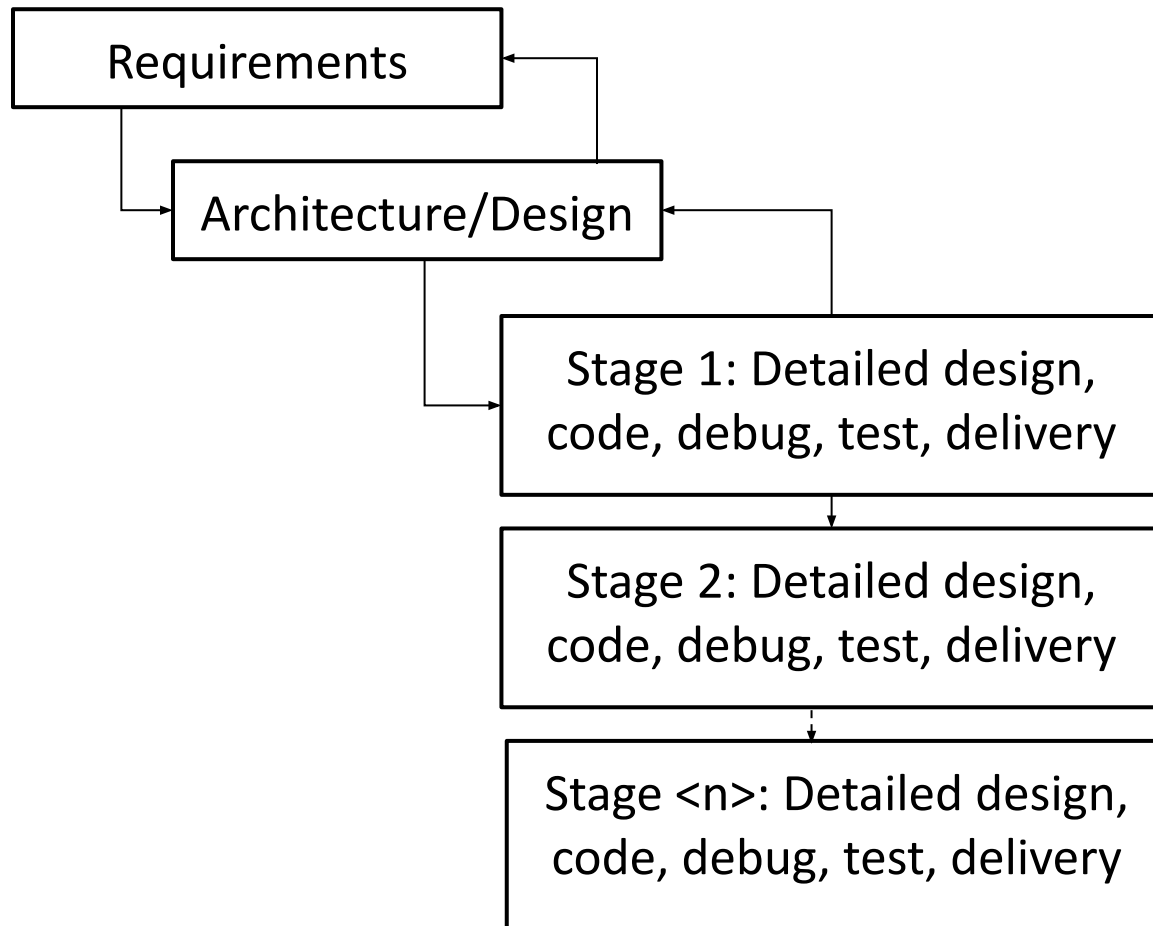 Requirements
Architecture/Design
Stage 1: Detailed design,
code, debug, test, delivery
Stage 2: Detailed design,
code, debug, test, delivery
Stage <n>: Detailed design,
code, debug, test, delivery